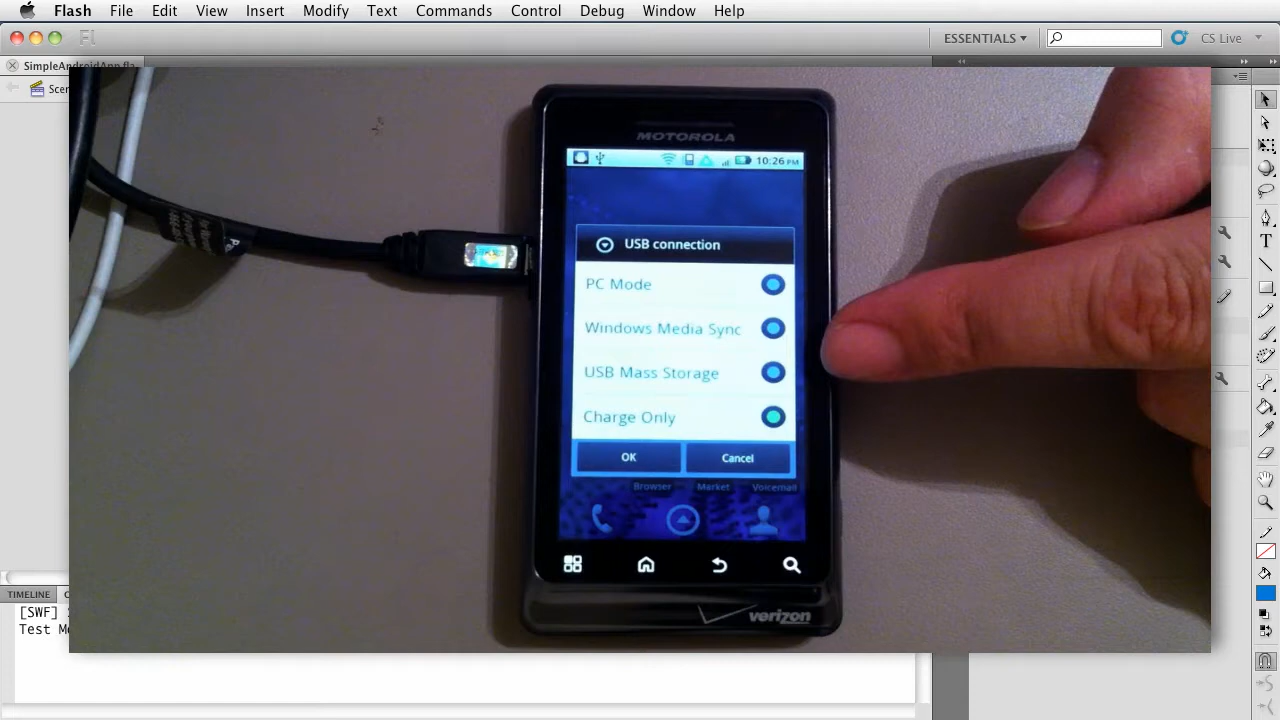 Flash File Edit View Insert Modify Text Commands Control Debug Window Help
ESSENTIALS CS Live
SimpleAndroidApp.fla
MOTOROLA
10:26 PM
USB connection
PC Mode
Windows Media Sync
USB Mass Storage
Charge Only
OK Cancel
Browser Market Voicemail
verizon
TIMELINE
[SWF]
Test